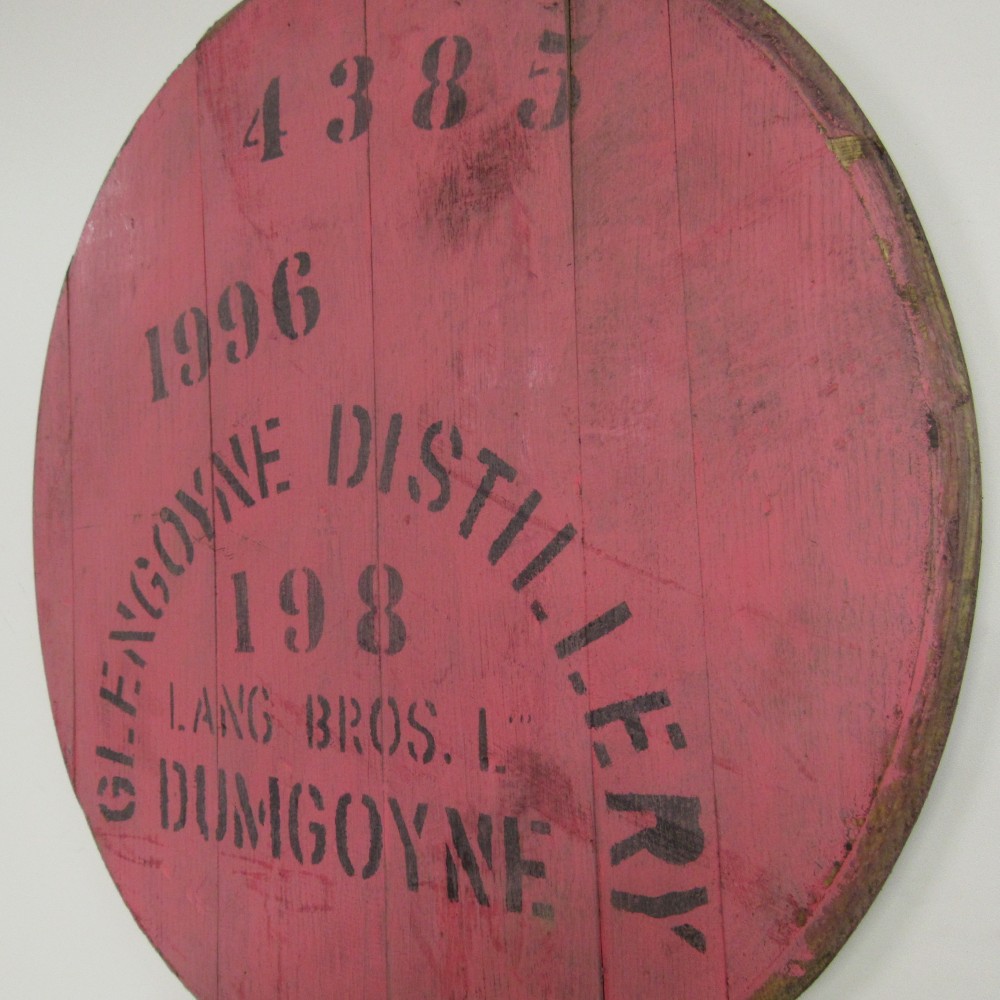 4385
1996
GLENGOYNE DISTILLERY
198
LANG BROS. L
DUMGOYNE